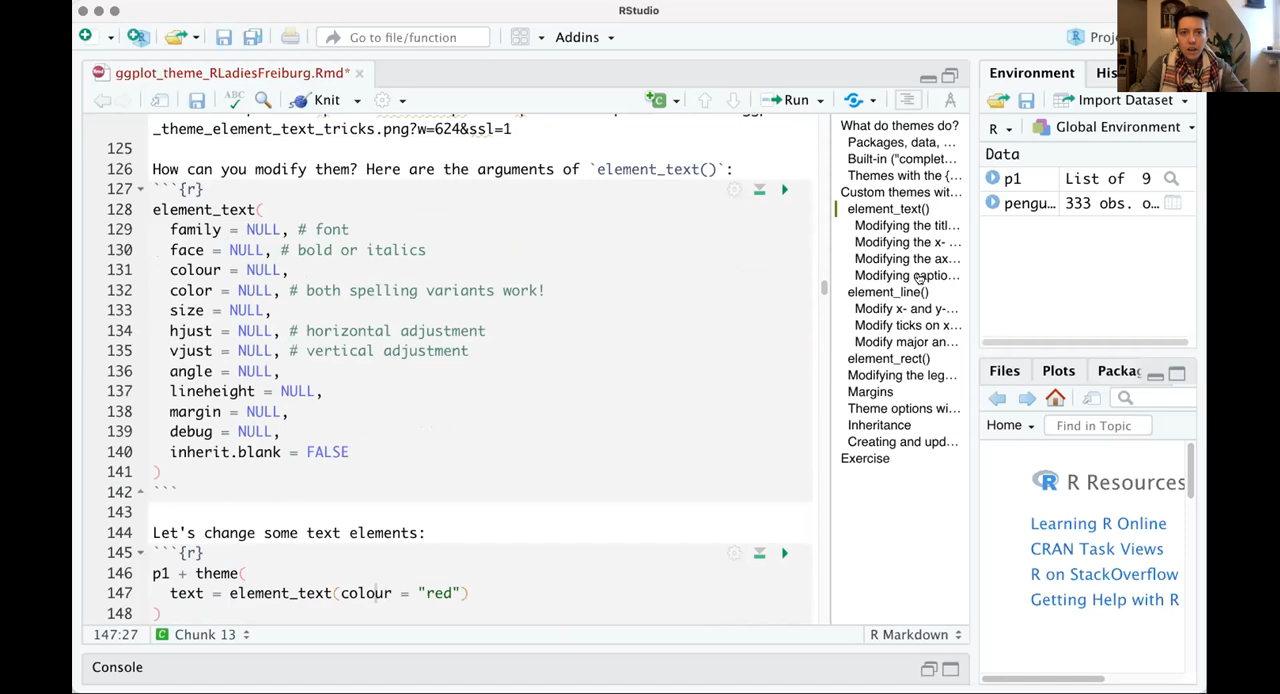 RStudio
Go to file/function
Addins
Proj
ggplot_theme_RLadiesFreiburg.Rmd*
ABC
Knit
Run
_theme_element_text_tricks.png?w=624&ssl=1
125
126 How can you modify them? Here are the arguments of `element_text()`:
127 ```{r}
128 element_text(
129 family = NULL, # font
130 face = NULL, # bold or italics
131 colour = NULL,
132 color = NULL, # both spelling variants work!
133 size = NULL,
134 hjust = NULL, # horizontal adjustment
135 vjust = NULL, # vertical adjustment
136 angle = NULL,
137 lineheight = NULL,
138 margin = NULL,
139 debug = NULL,
140 inherit.blank = FALSE
141 )
142 ```
143
144 Let's change some text elements:
145 ```{r}
146 p1 + theme(
147 text = element_text(colour = "red")
148 )
147:27
Chunk 13
R Markdown
Console
What do themes do?
Packages, data, ...
Built-in ("complet...
Themes with the {...
Custom themes wit...
element_text()
Modifying the titl...
Modifying the x- ...
Modifying the ax...
Modifying captio...
element_line()
Modify x- and y-...
Modify ticks on x...
Modify major an...
element_rect()
Modifying the leg...
Margins
Theme options wi...
Inheritance
Creating and upd...
Exercise
Environment
His
Import Dataset
R
Global Environment
Data
p1 List of 9
pengu... 333 obs. o...
Files
Plots
Packag
Home
Find in Topic
R Resources
Learning R Online
CRAN Task Views
R on StackOverflow
Getting Help with R